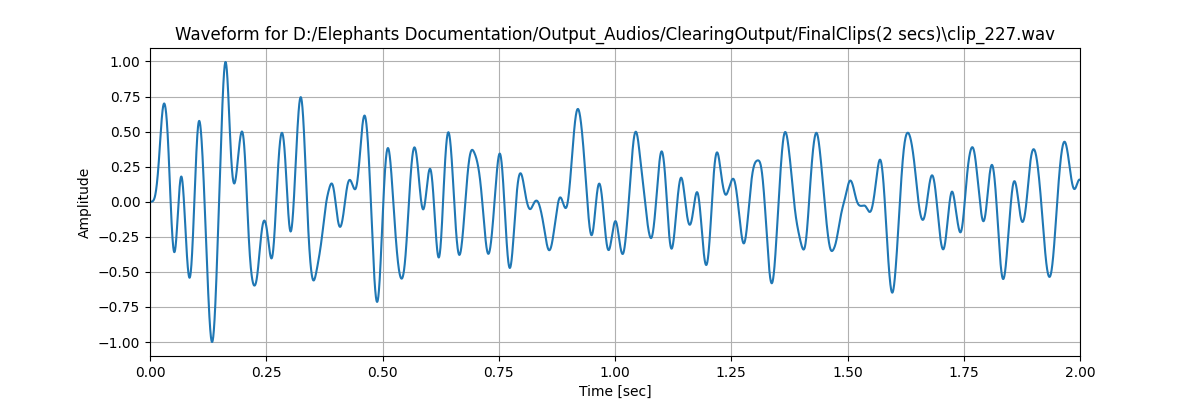 Waveform for D:/Elephants Documentation/Output_Audios/ClearingOutput/FinalClips(2 secs)\clip_227.wav
1.00
0.75
0.50
0.25
0.00
−0.25
−0.50
−0.75
−1.00
Amplitude
0.00 0.25 0.50 0.75 1.00 1.25 1.50 1.75 2.00
Time [sec]